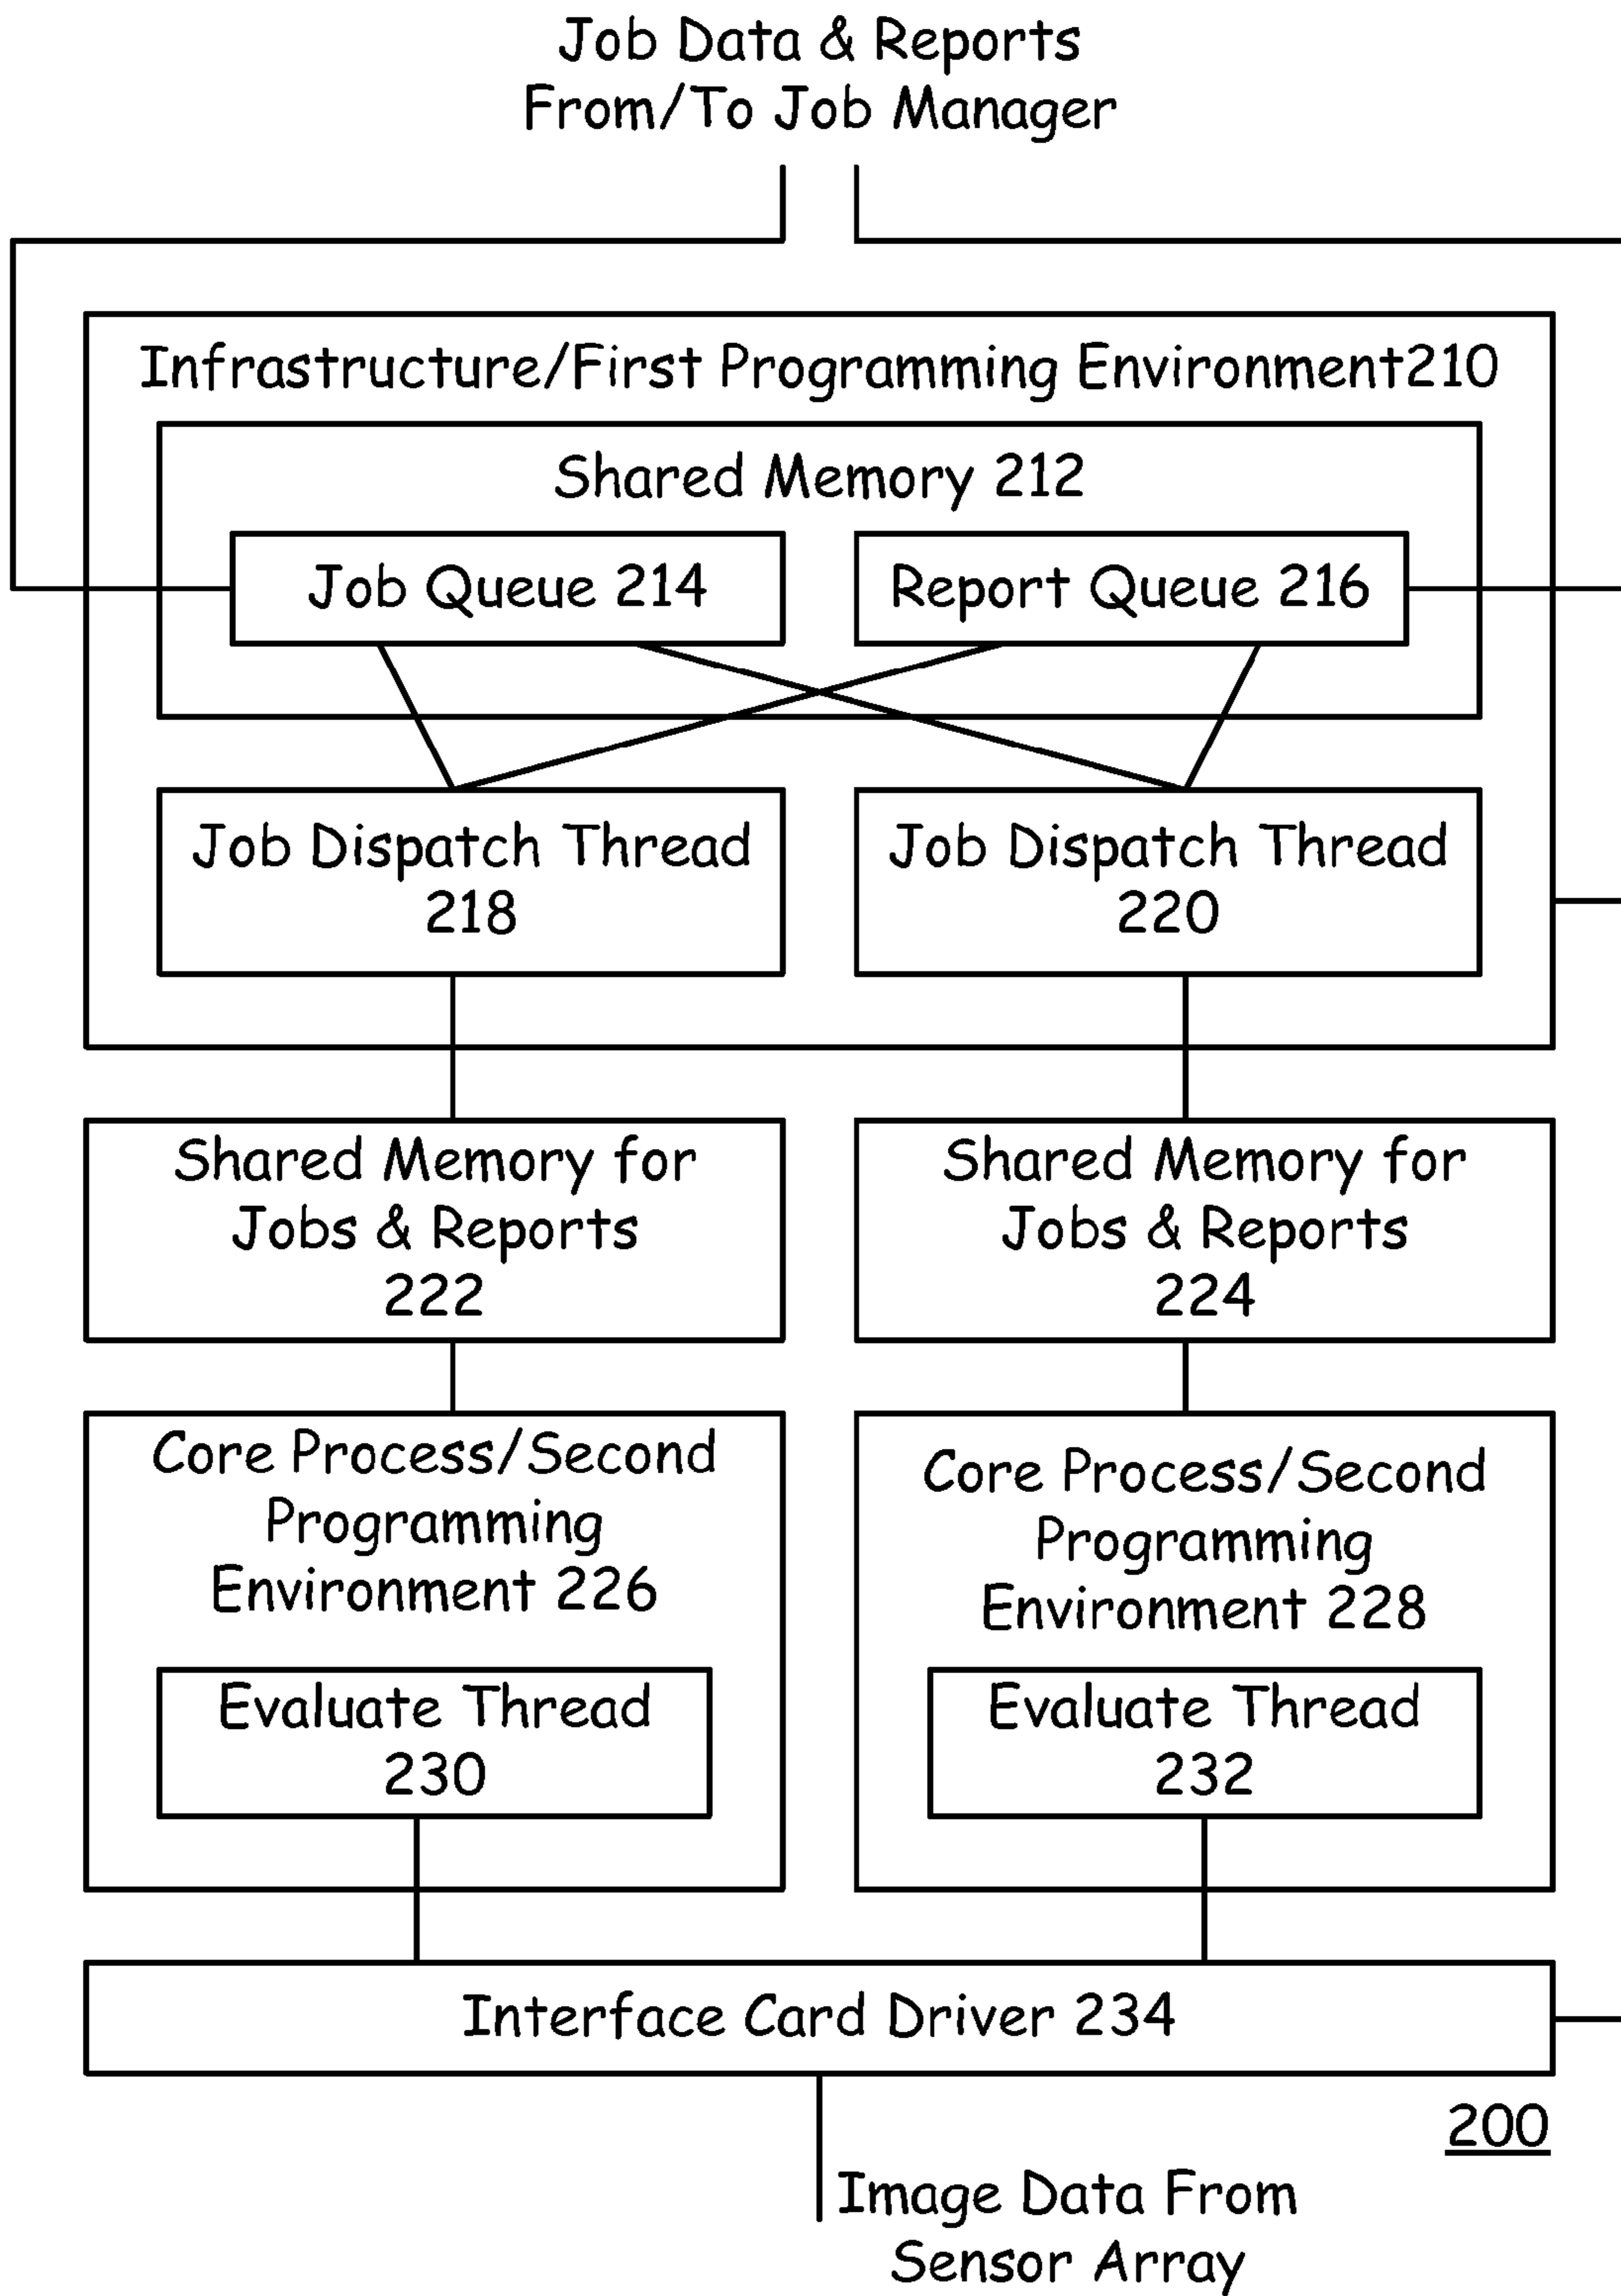 Job Data & Reports
From/To Job Manager
Infrastructure/First Programming Environment210
Shared Memory 212
Job Queue 214
Report Queue 216
Job Dispatch Thread
218
Job Dispatch Thread
220
Shared Memory for
Jobs & Reports
222
Shared Memory for
Jobs & Reports
224
Core Process/Second
Programming
Environment 226
Core Process/Second
Programming
Environment 228
Evaluate Thread
230
Evaluate Thread
232
Interface Card Driver 234
200
Image Data From
Sensor Array